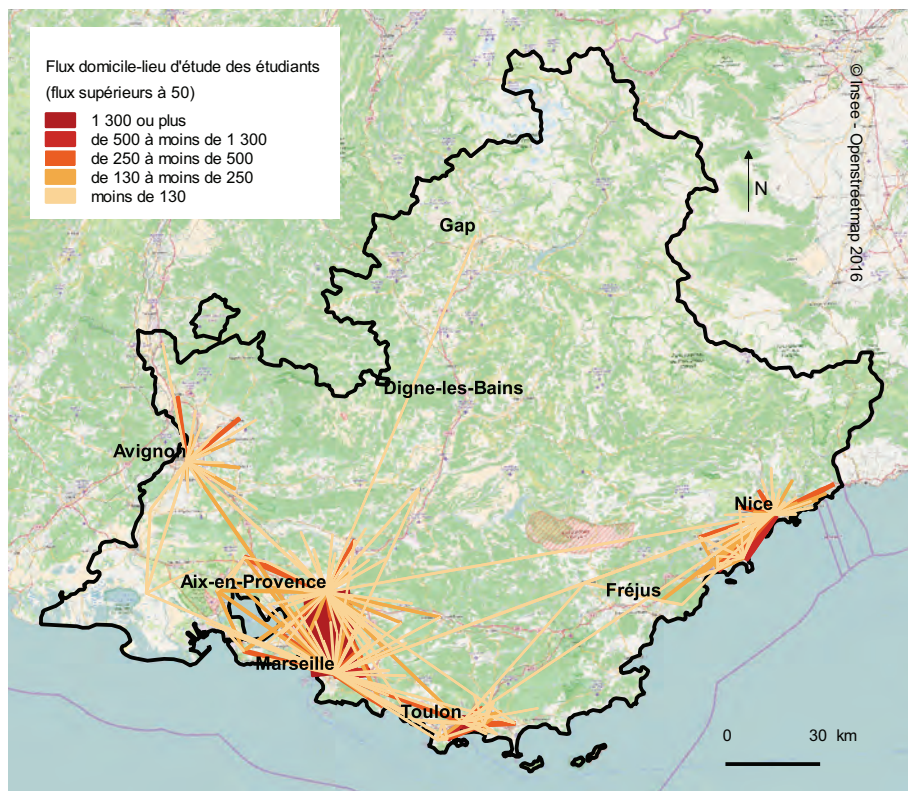 Flux domicile-lieu d'étude des étudiants
(flux supérieurs à 50)
1 300 ou plus
de 500 à moins de 1 300
de 250 à moins de 500
de 130 à moins de 250
moins de 130
© Insee - Openstreetmap 2016
N
Gap
Digne-les-Bains
Avignon
Nice
Aix-en-Provence
Fréjus
Marseille
Toulon
0 30 km